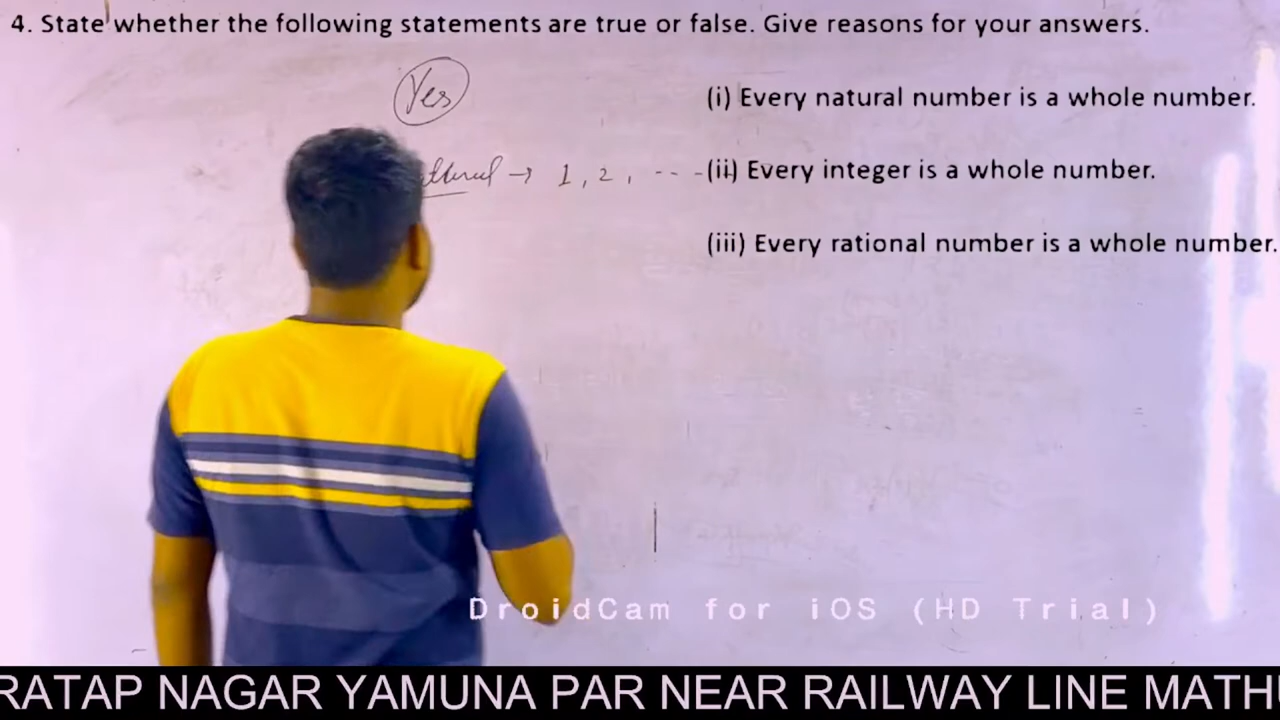 4. State whether the following statements are true or false. Give reasons for your answers.
Yes
(i) Every natural number is a whole number.
→ 1, 2, - - -
(ii) Every integer is a whole number.
(iii) Every rational number is a whole number.
DroidCam for iOS (HD Trial)
RATAP NAGAR YAMUNA PAR NEAR RAILWAY LINE MATH